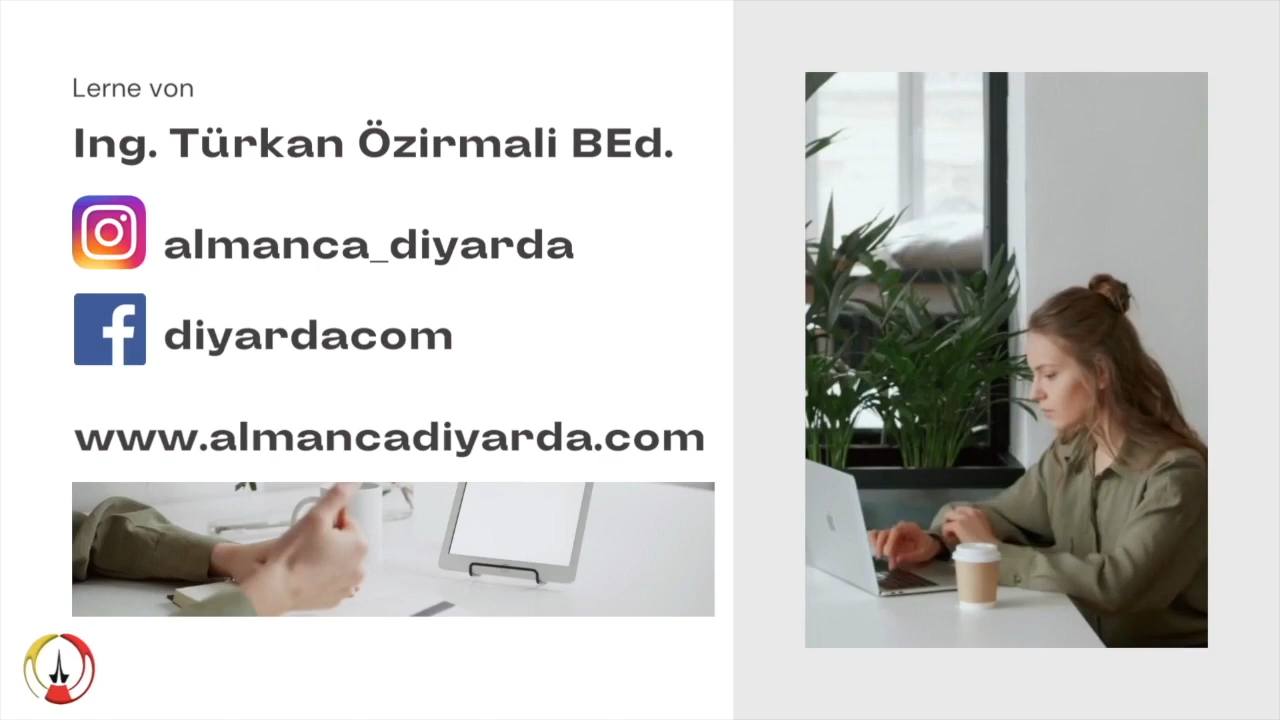 Lerne von
Ing. Türkan Özirmali BEd.
almanca_diyarda
diyardacom
www.almancadiyarda.com